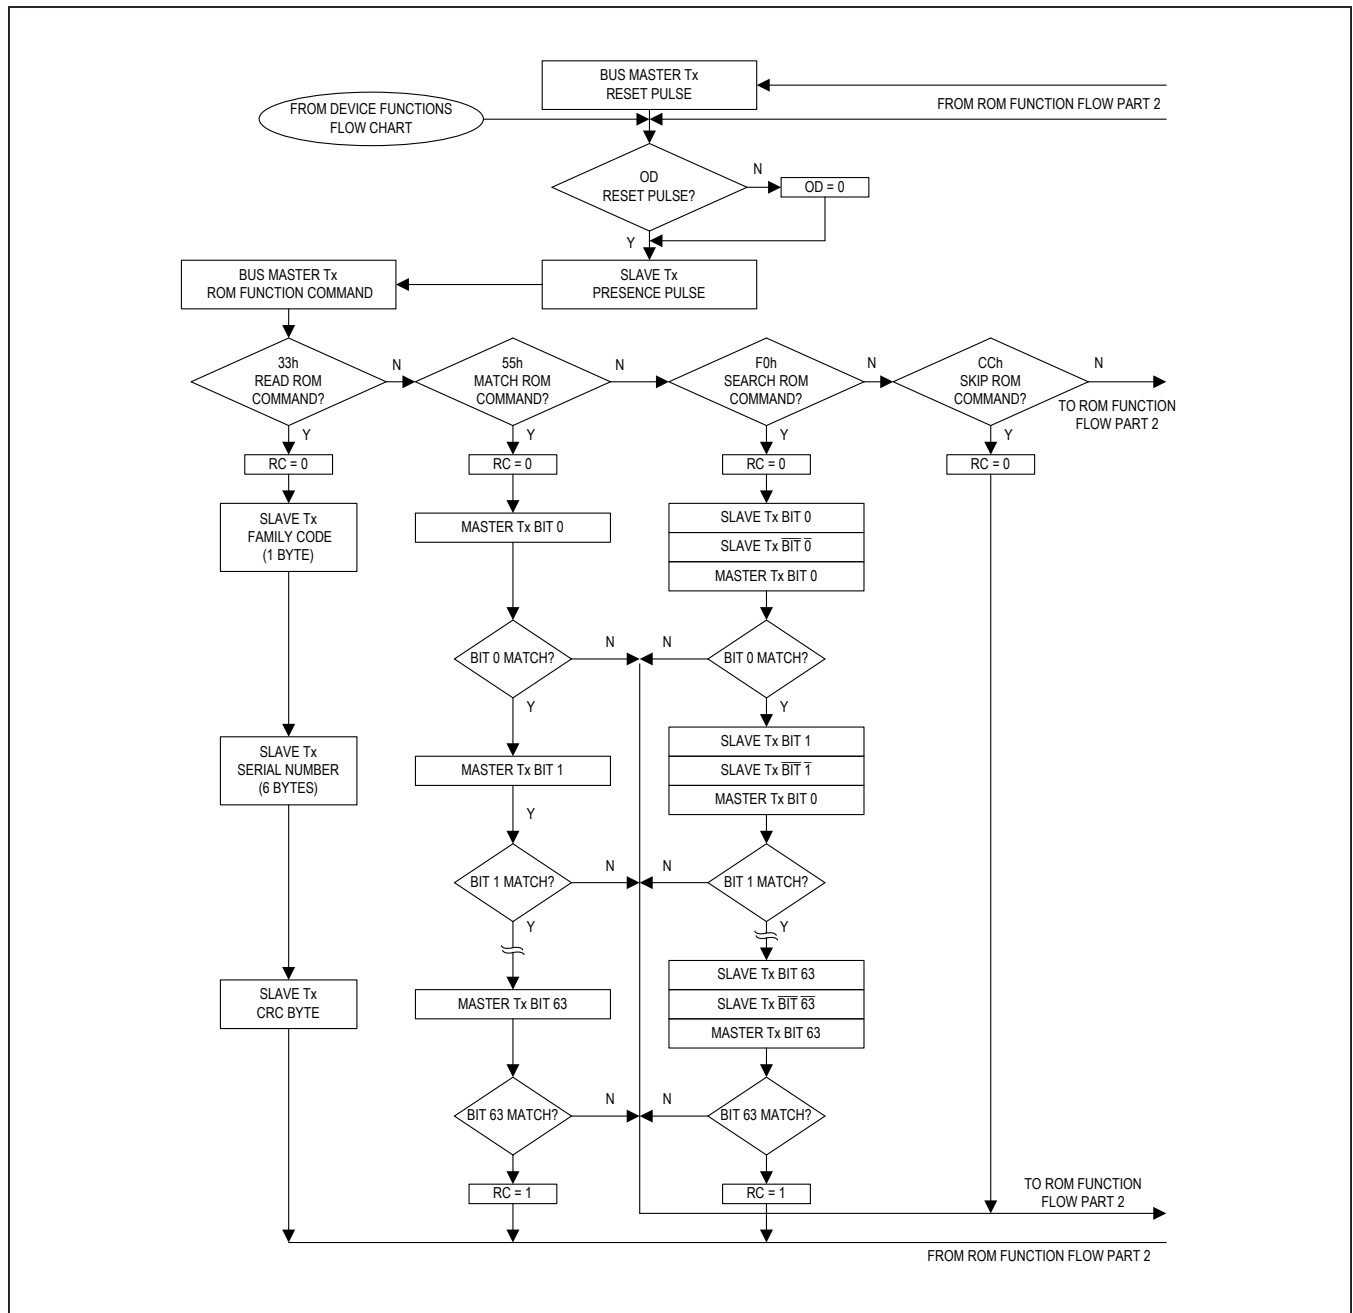 BUS MASTER Tx
RESET PULSE
FROM ROM FUNCTION FLOW PART 2
FROM DEVICE FUNCTIONS
FLOW CHART
OD
RESET PULSE?
N
OD = 0
Y
BUS MASTER Tx
ROM FUNCTION COMMAND
SLAVE Tx
PRESENCE PULSE
33h
READ ROM
COMMAND?
N
55h
MATCH ROM
COMMAND?
N
F0h
SEARCH ROM
COMMAND?
N
CCh
SKIP ROM
COMMAND?
N
TO ROM FUNCTION
FLOW PART 2
Y
Y
Y
Y
RC = 0
RC = 0
RC = 0
RC = 0
SLAVE Tx
FAMILY CODE
(1 BYTE)
MASTER Tx BIT 0
SLAVE Tx BIT 0
SLAVE Tx B̅I̅T̅ 0̅
MASTER Tx BIT 0
BIT 0 MATCH?
N
N
BIT 0 MATCH?
Y
Y
SLAVE Tx
SERIAL NUMBER
(6 BYTES)
MASTER Tx BIT 1
SLAVE Tx BIT 1
SLAVE Tx B̅I̅T̅ 1̅
MASTER Tx BIT 0
Y
BIT 1 MATCH?
N
N
BIT 1 MATCH?
Y
Y
SLAVE Tx
CRC BYTE
MASTER Tx BIT 63
SLAVE Tx BIT 63
SLAVE Tx B̅I̅T̅ 6̅3̅
MASTER Tx BIT 63
BIT 63 MATCH?
N
N
BIT 63 MATCH?
Y
Y
RC = 1
RC = 1
TO ROM FUNCTION
FLOW PART 2
FROM ROM FUNCTION FLOW PART 2